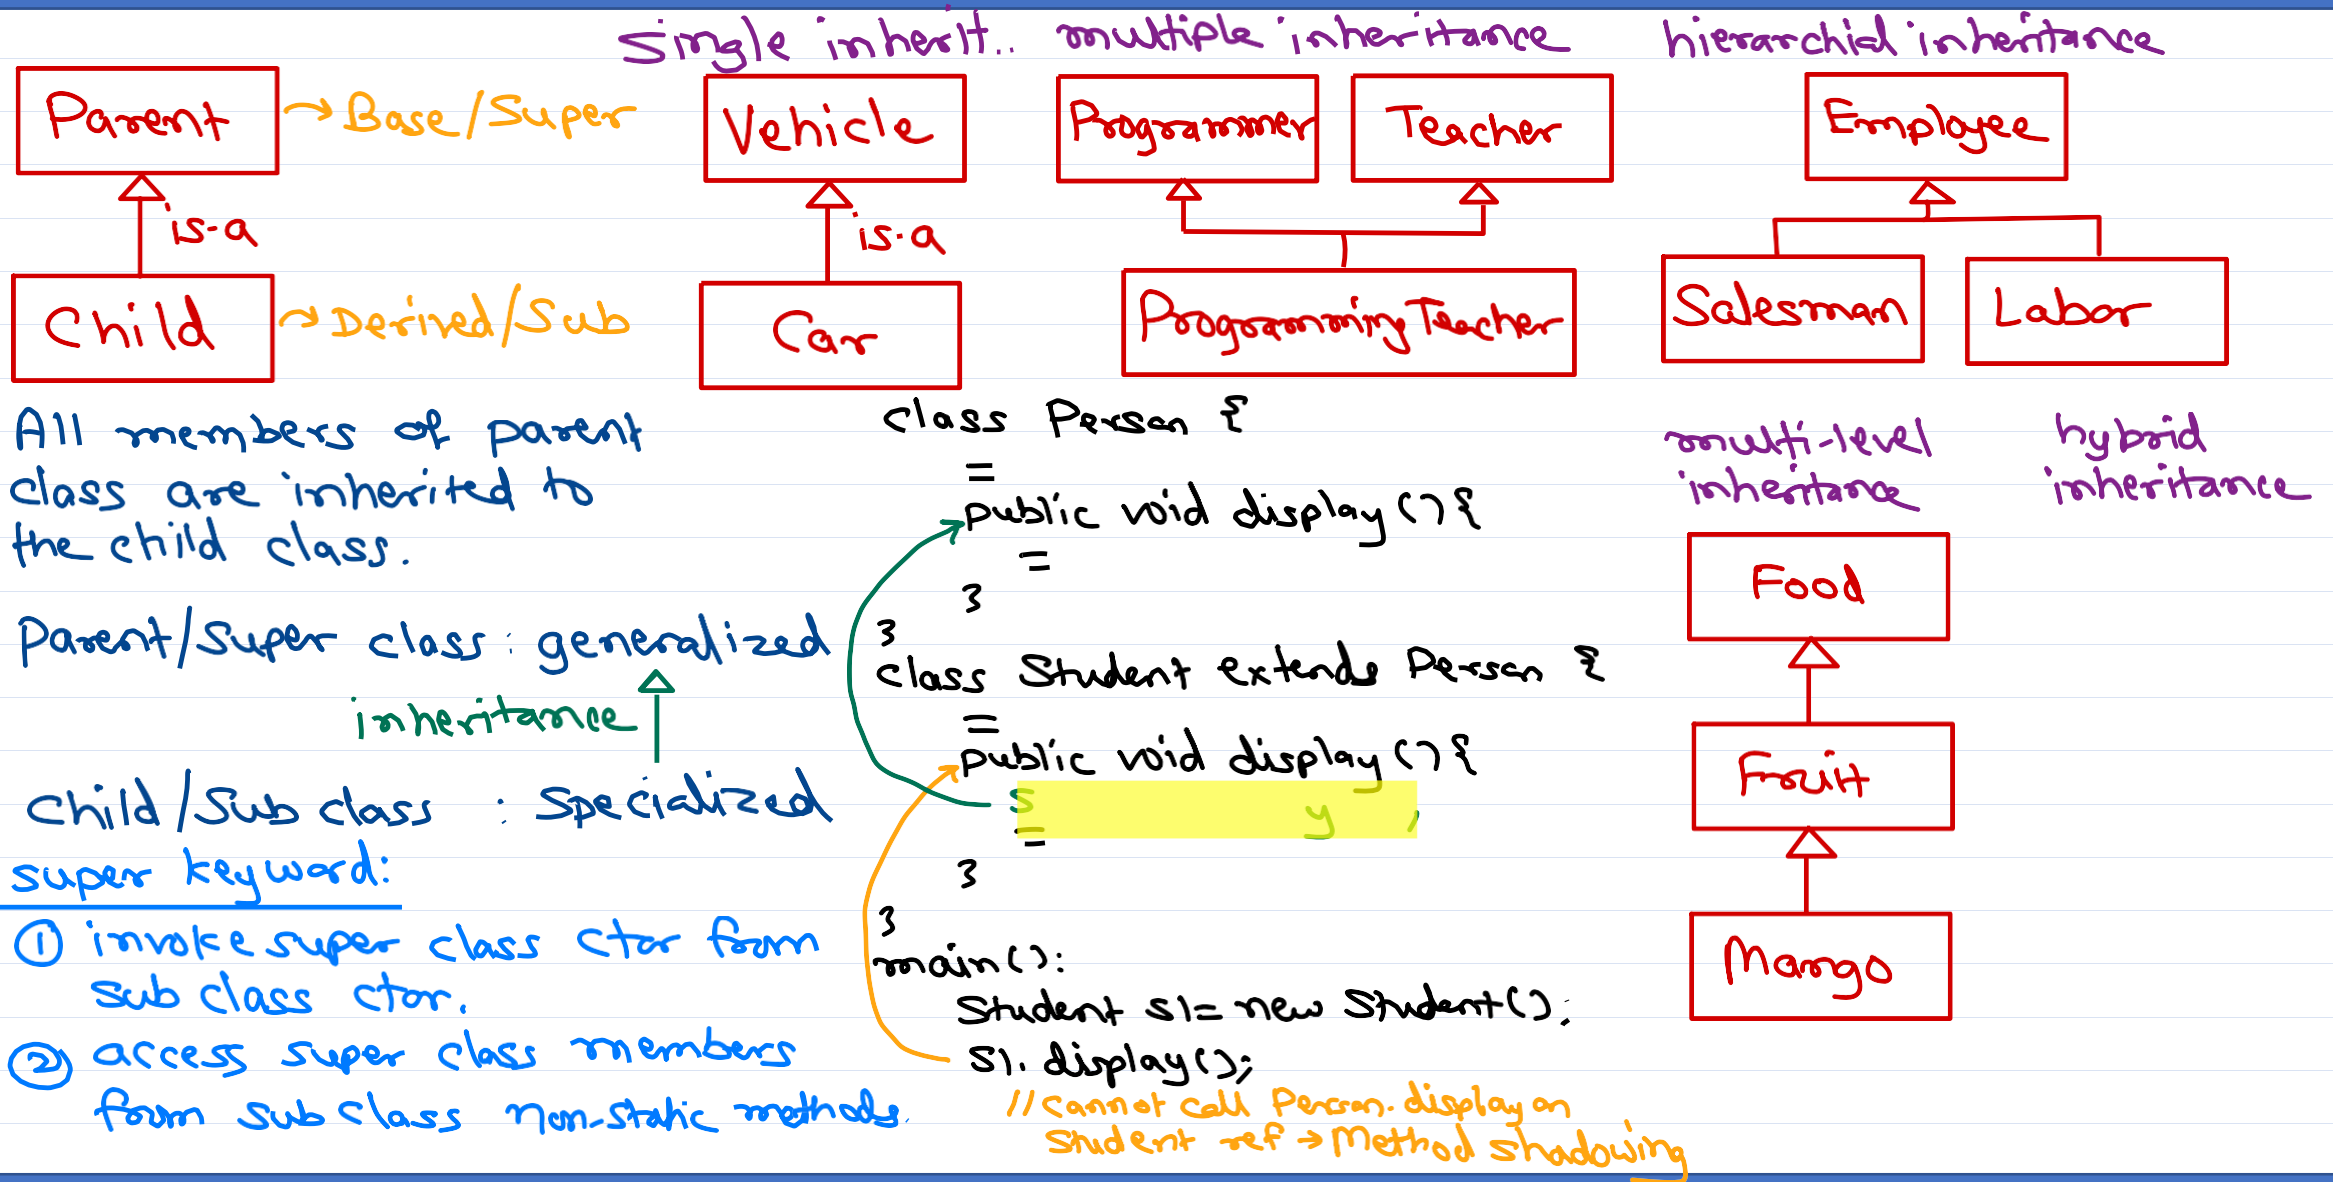 Single inherit.. multiple inheritance hierarchial inheritance
Parent → Base/Super
is-a
Child → Derived/Sub
Vehicle
is-a
Car
Programmer Teacher
ProgrammingTeacher
Employee
Salesman Labor
All members of parent
class are inherited to
the child class.
Parent/Super class : generalized
inheritance
Child/Sub class : Specialized
super keyword:
① invoke super class ctor from
sub class ctor.
② access super class members
from sub class non-static methods.
class Person {
=
public void display () {
=
}
}
class Student extends Person {
=
public void display () {
=
}
}
main():
Student s1= new Student();
s1. display();
// cannot call Person.display on
Student ref → Method shadowing
multi-level
inheritance
hybrid
inheritance
Food
Fruit
Mango